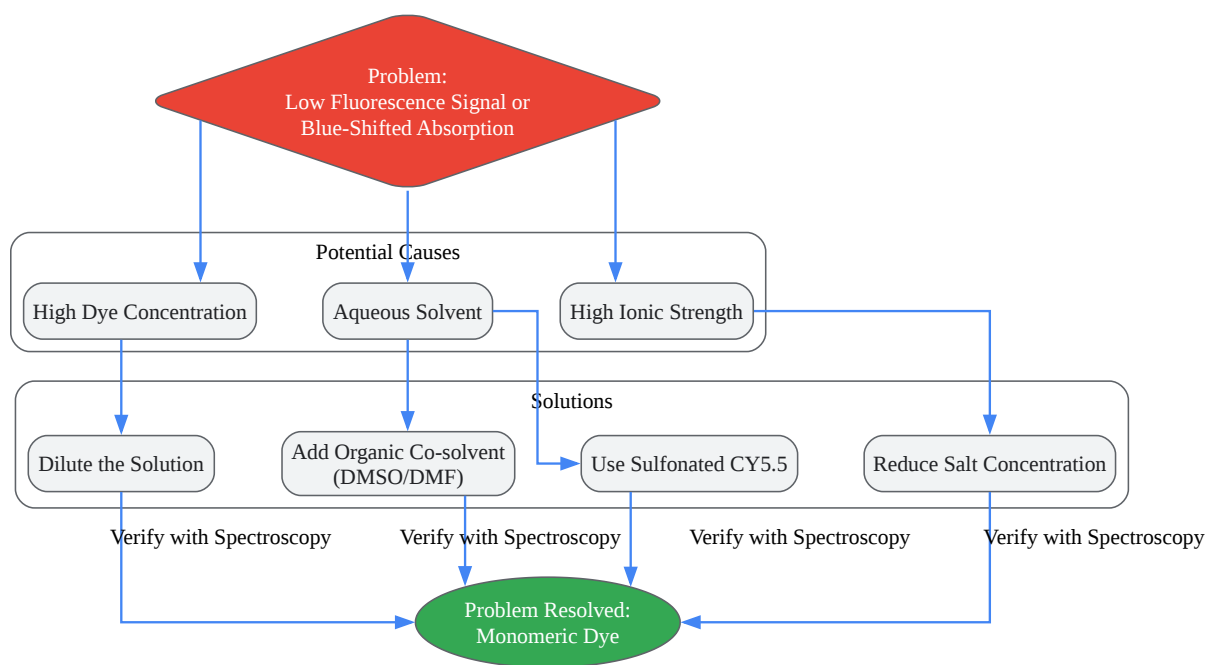 Problem:
Low Fluorescence Signal or
Blue-Shifted Absorption
Potential Causes
High Dye Concentration
Aqueous Solvent
High Ionic Strength
Solutions
Dilute the Solution
Add Organic Co-solvent
(DMSO/DMF)
Use Sulfonated CY5.5
Reduce Salt Concentration
Verify with Spectroscopy
Verify with Spectroscopy
Verify with Spectroscopy
Verify with Spectroscopy
Problem Resolved:
Monomeric Dye